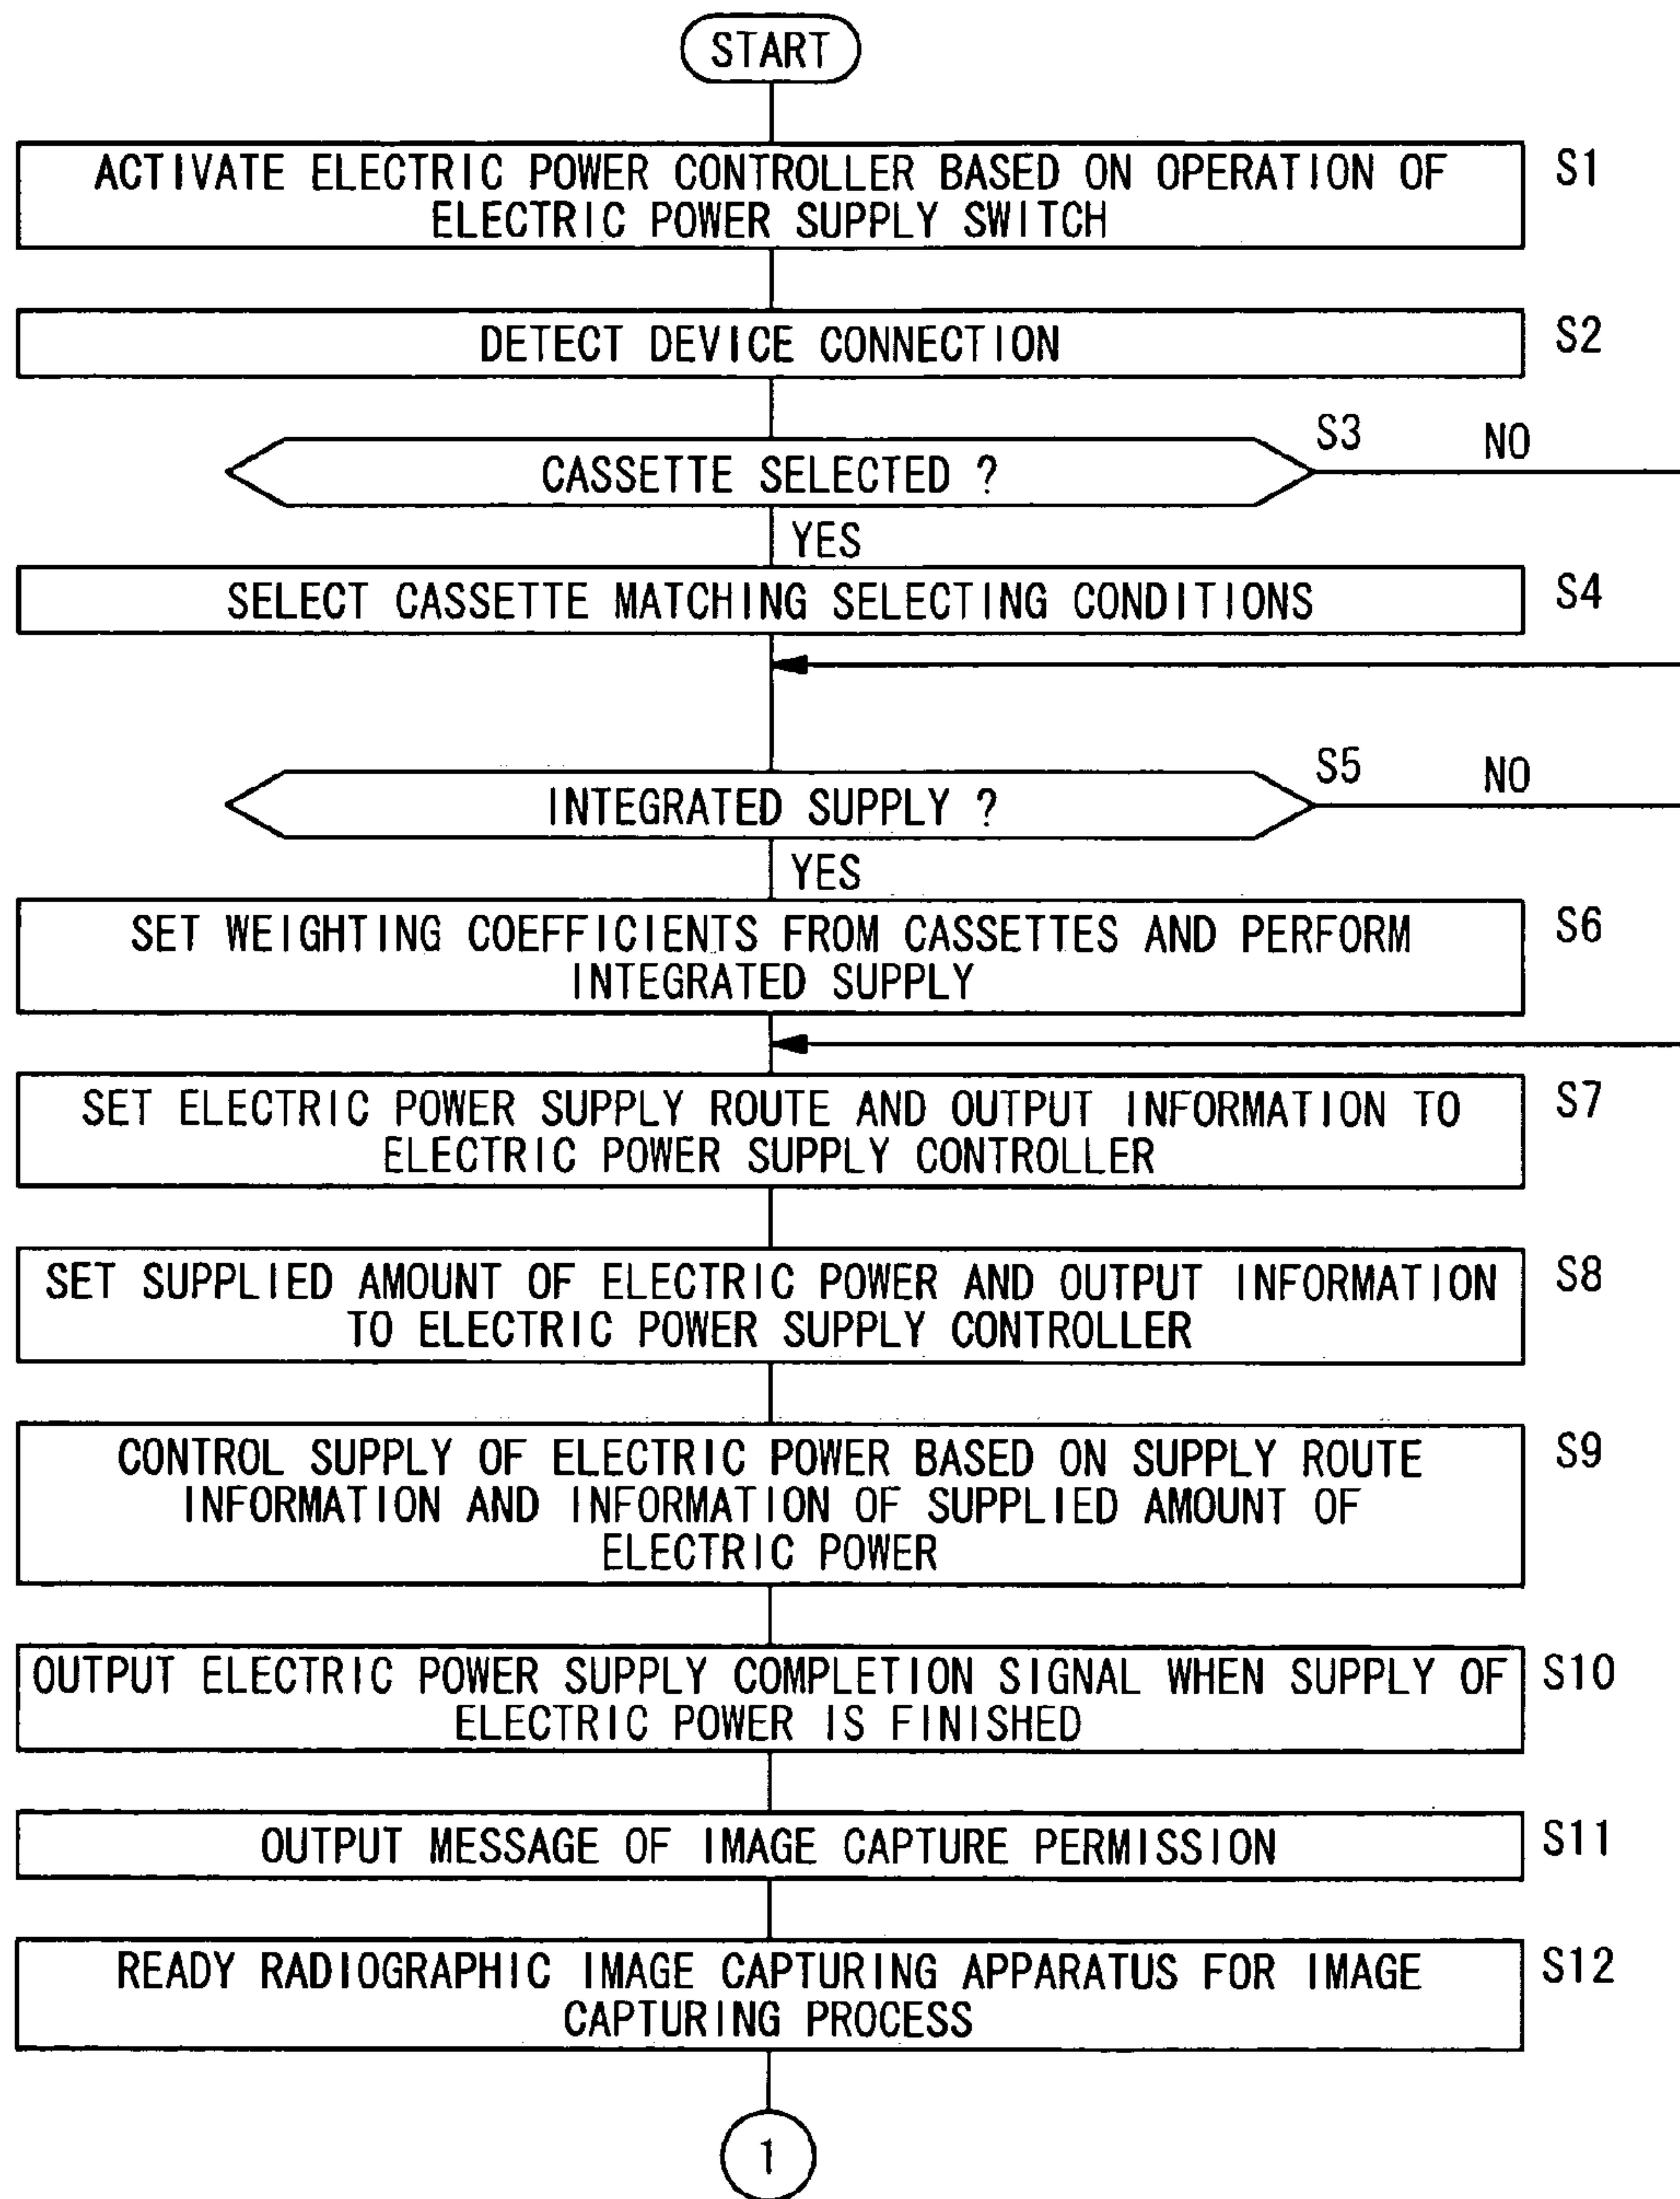 START
ACTIVATE ELECTRIC POWER CONTROLLER BASED ON OPERATION OF
ELECTRIC POWER SUPPLY SWITCH
S1
DETECT DEVICE CONNECTION
S2
CASSETTE SELECTED ?
S3
NO
YES
SELECT CASSETTE MATCHING SELECTING CONDITIONS
S4
INTEGRATED SUPPLY ?
S5
NO
YES
SET WEIGHTING COEFFICIENTS FROM CASSETTES AND PERFORM
INTEGRATED SUPPLY
S6
SET ELECTRIC POWER SUPPLY ROUTE AND OUTPUT INFORMATION TO
ELECTRIC POWER SUPPLY CONTROLLER
S7
SET SUPPLIED AMOUNT OF ELECTRIC POWER AND OUTPUT INFORMATION
TO ELECTRIC POWER SUPPLY CONTROLLER
S8
CONTROL SUPPLY OF ELECTRIC POWER BASED ON SUPPLY ROUTE
INFORMATION AND INFORMATION OF SUPPLIED AMOUNT OF
ELECTRIC POWER
S9
OUTPUT ELECTRIC POWER SUPPLY COMPLETION SIGNAL WHEN SUPPLY OF
ELECTRIC POWER IS FINISHED
S10
OUTPUT MESSAGE OF IMAGE CAPTURE PERMISSION
S11
READY RADIOGRAPHIC IMAGE CAPTURING APPARATUS FOR IMAGE
CAPTURING PROCESS
S12
1